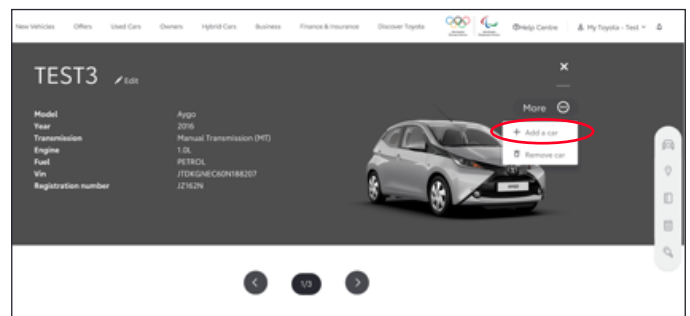 New Vehicles Offers Used Cars Owners Hybrid Cars Business Finance & Insurance Discover Toyota Help Centre My Toyota - Test
TEST3 Edit
Model Aygo
Year 2016
Transmission Manual Transmission (MT)
Engine 1.0L
Fuel PETROL
Vin JTDKGNEC60N188207
Registration number JZ162N
More
+ Add a car
Remove car
1/3